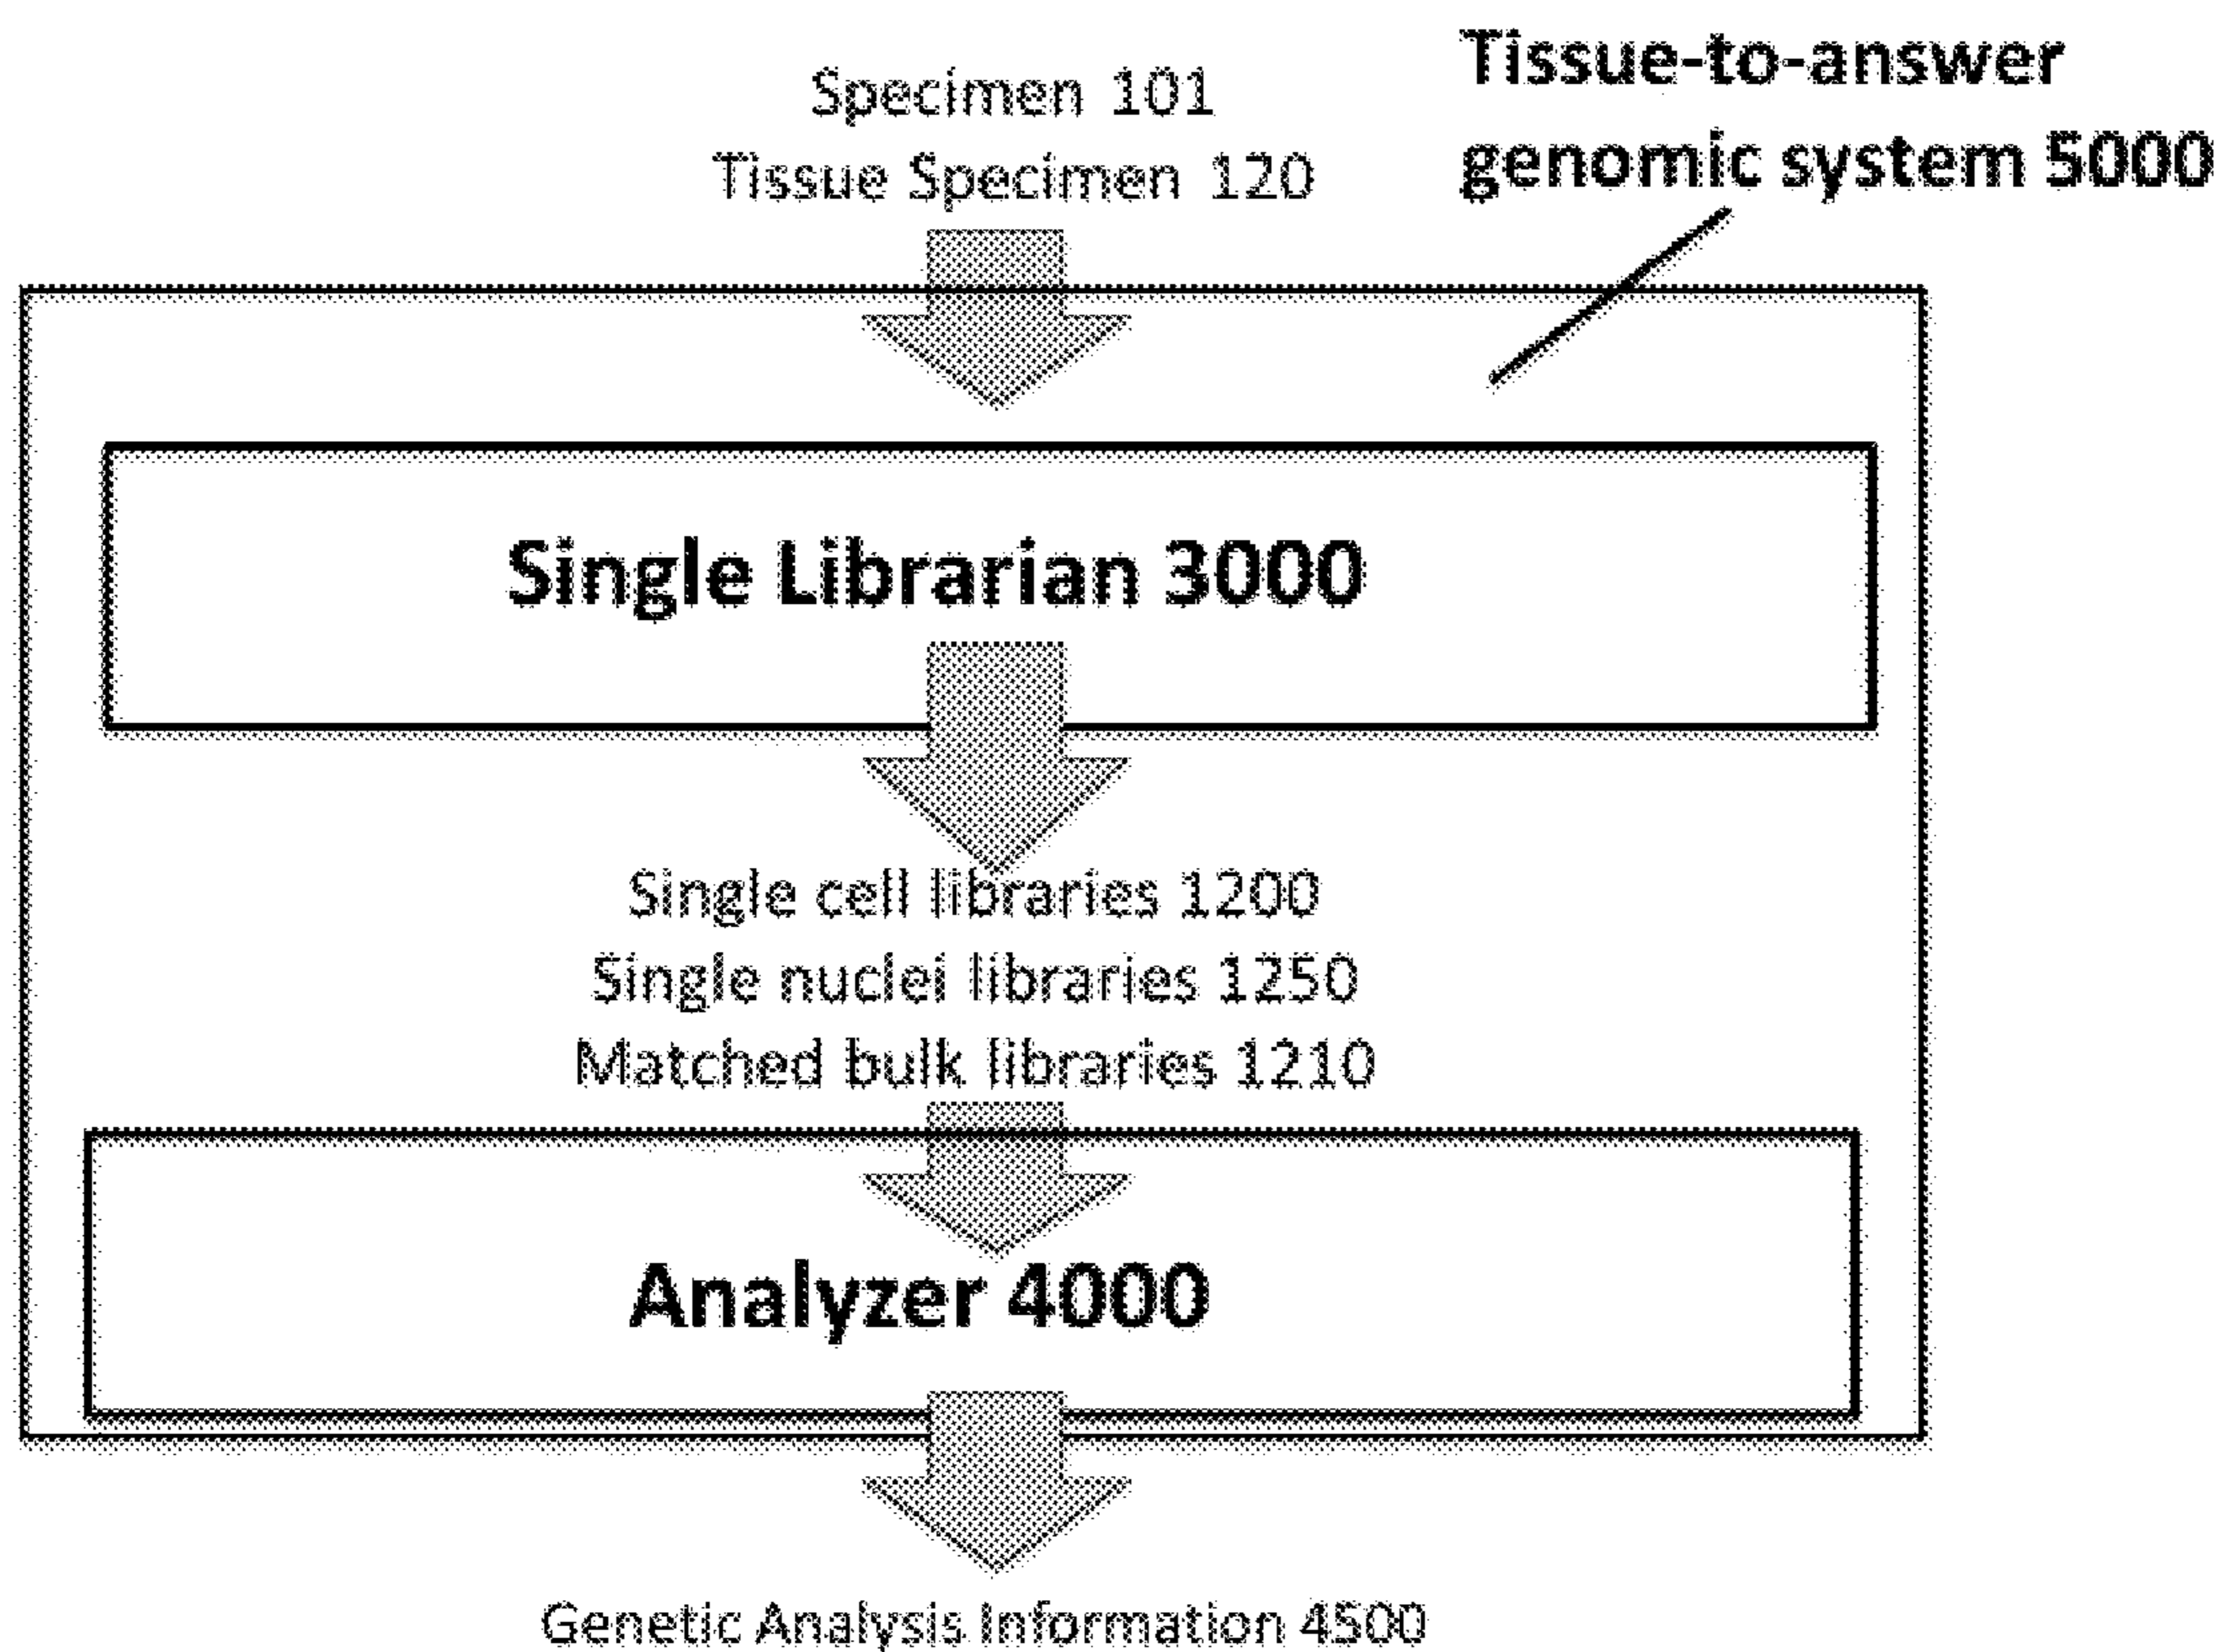 Specimen 101
Tissue Specimen 120
Tissue-to-answer
genomic system 5000
Single Librarian 3000
Single cell libraries 1200
Single nuclei libraries 1250
Matched bulk libraries 1210
Analyzer 4000
Genetic Analysis Information 4500